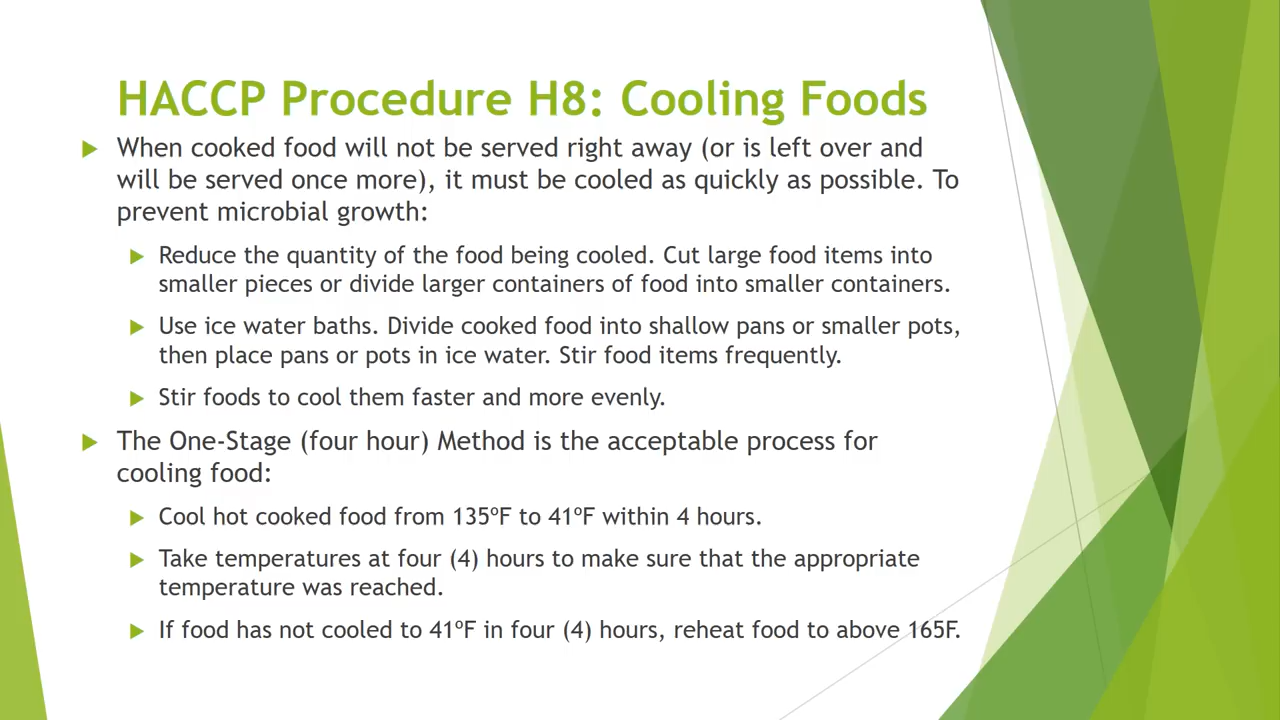 HACCP Procedure H8: Cooling Foods
When cooked food will not be served right away (or is left over and
will be served once more), it must be cooled as quickly as possible. To
prevent microbial growth:
Reduce the quantity of the food being cooled. Cut large food items into
smaller pieces or divide larger containers of food into smaller containers.
Use ice water baths. Divide cooked food into shallow pans or smaller pots,
then place pans or pots in ice water. Stir food items frequently.
Stir foods to cool them faster and more evenly.
The One-Stage (four hour) Method is the acceptable process for
cooling food:
Cool hot cooked food from 135ºF to 41ºF within 4 hours.
Take temperatures at four (4) hours to make sure that the appropriate
temperature was reached.
If food has not cooled to 41ºF in four (4) hours, reheat food to above 165F.